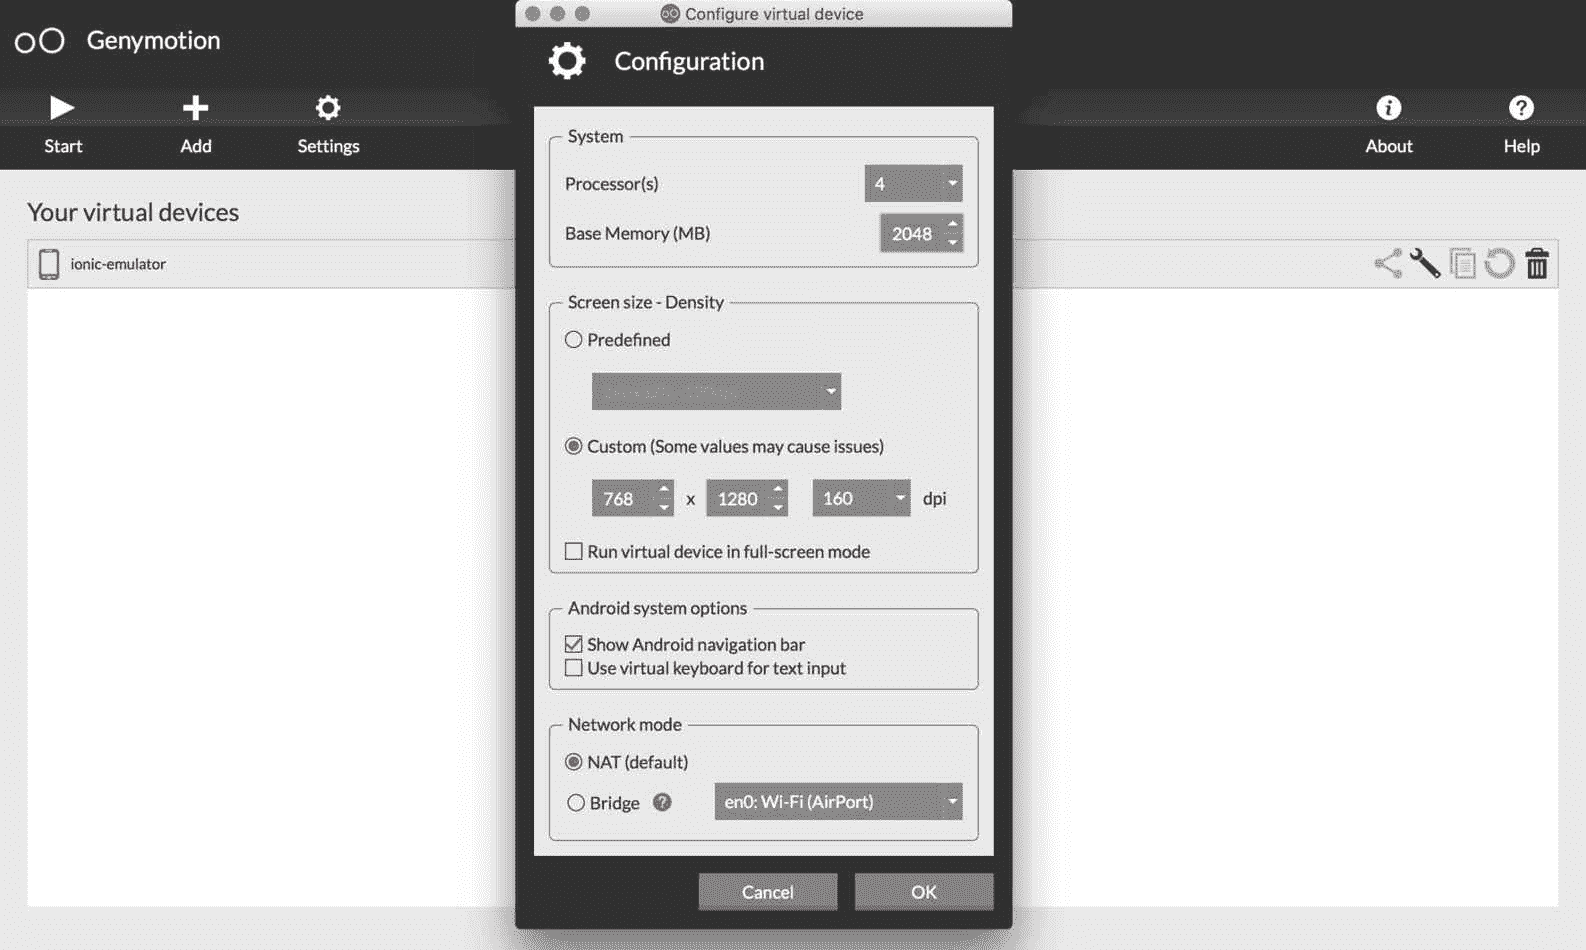 Configure virtual device
Genymotion
Configuration
Start
Add
Settings
About
Help
Your virtual devices
ionic-emulator
System
Processor(s)
4
Base Memory (MB)
2048
Screen size - Density
Predefined
Custom (Some values may cause issues)
768 x 1280 160 dpi
Run virtual device in full-screen mode
Android system options
Show Android navigation bar
Use virtual keyboard for text input
Network mode
NAT (default)
Bridge ? en0: Wi-Fi (AirPort)
Cancel
OK